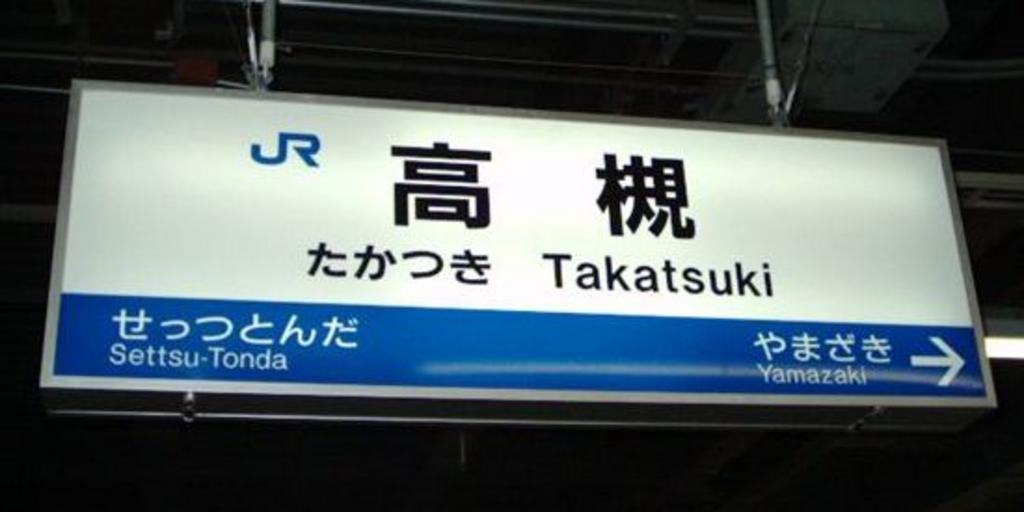 JR 高槻
たかつき Takatsuki
せっつとんだ やまざき →
Settsu-Tonda Yamazaki